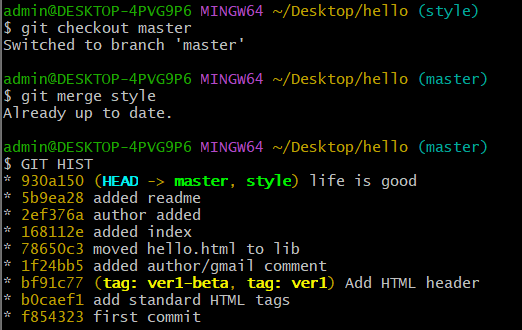 admin@DESKTOP-4PVG9P6 MINGW64 ~/Desktop/hello (style)
$ git checkout master
Switched to branch 'master'
admin@DESKTOP-4PVG9P6 MINGW64 ~/Desktop/hello (master)
$ git merge style
Already up to date.
admin@DESKTOP-4PVG9P6 MINGW64 ~/Desktop/hello (master)
$ GIT HIST
* 930a150 (HEAD -> master, style) life is good
* 5b9ea28 added readme
* 2ef376a author added
* 168112e added index
* 78650c3 moved hello.html to lib
* 1f24bb5 added author/gmail comment
* bf91c77 (tag: ver1-beta, tag: ver1) Add HTML header
* b0caef1 add standard HTML tags
* f854323 first commit